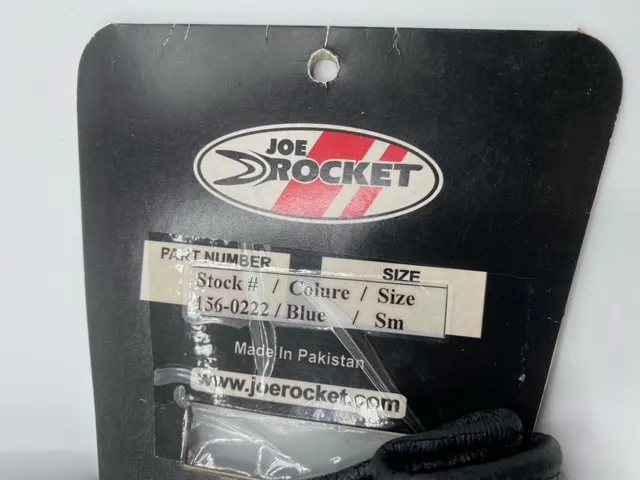 JOE
ROCKET
PART NUMBER
SIZE
Stock # / Colure / Size
156-0222 / Blue / Sm
Made In Pakistan
www.joerocket.com